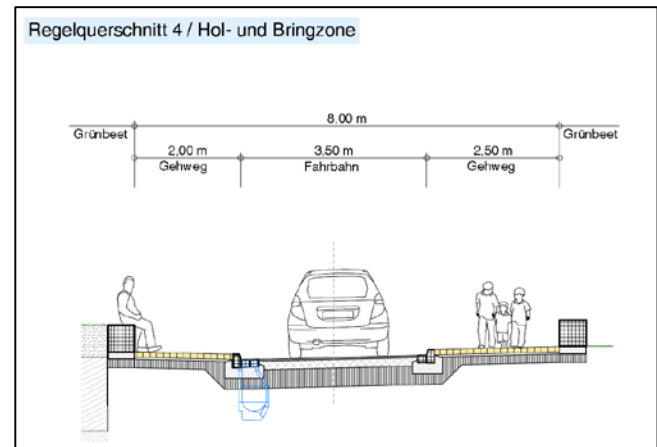 Regelquerschnitt 4 / Hol- und Bringzone
8,00 m
Grünbeet
Grünbeet
2,00 m
3,50 m
2,50 m
Gehweg
Fahrbahn
Gehweg